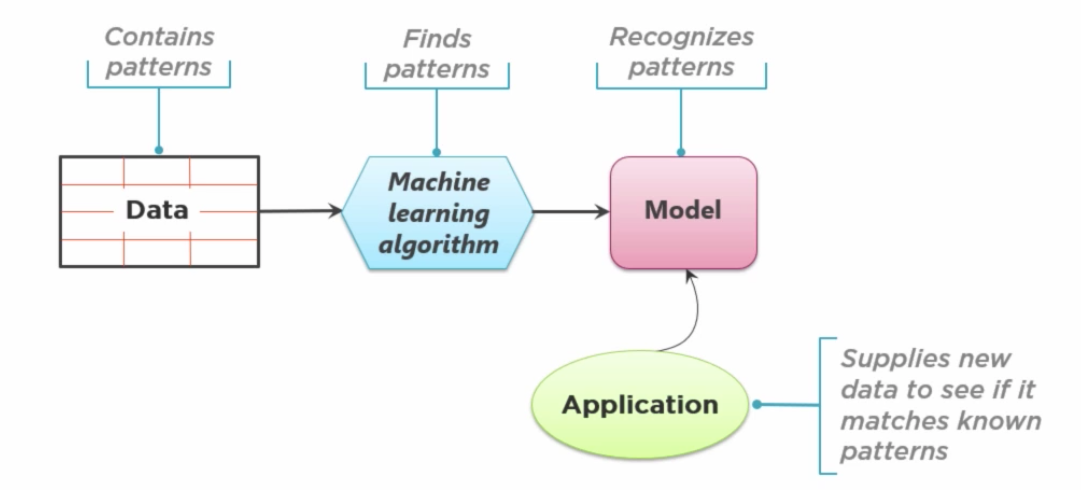 Contains
patterns
Finds
patterns
Recognizes
patterns
Data
Machine
learning
algorithm
Model
Application
Supplies new
data to see if it
matches known
patterns